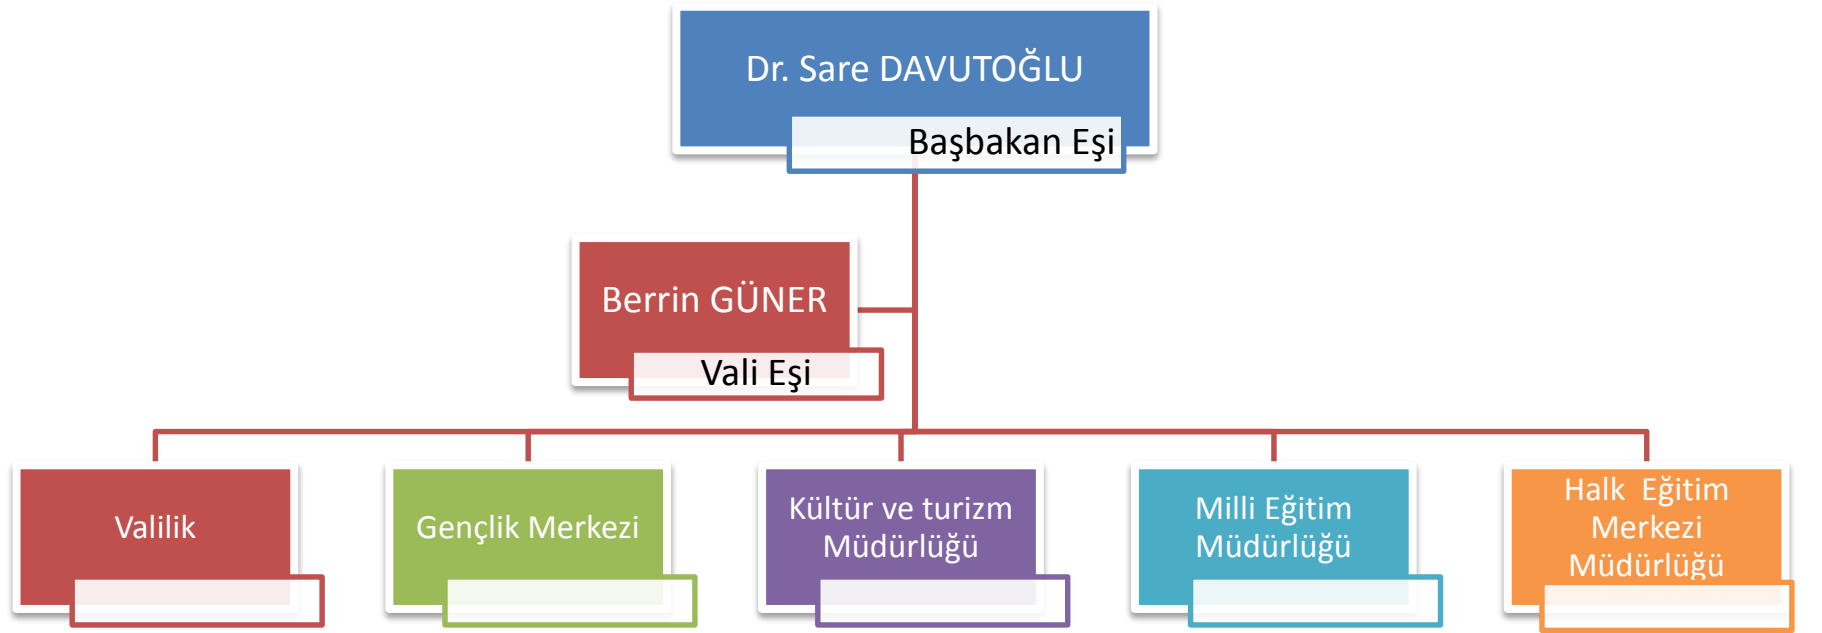 Dr. Sare DAVUTOĞLU
Başbakan Eşi
Berrin GÜNER
Vali Eşi
Valilik
Gençlik Merkezi
Kültür ve turizm
Müdürlüğü
Milli Eğitim
Müdürlüğü
Halk Eğitim
Merkezi
Müdürlüğü